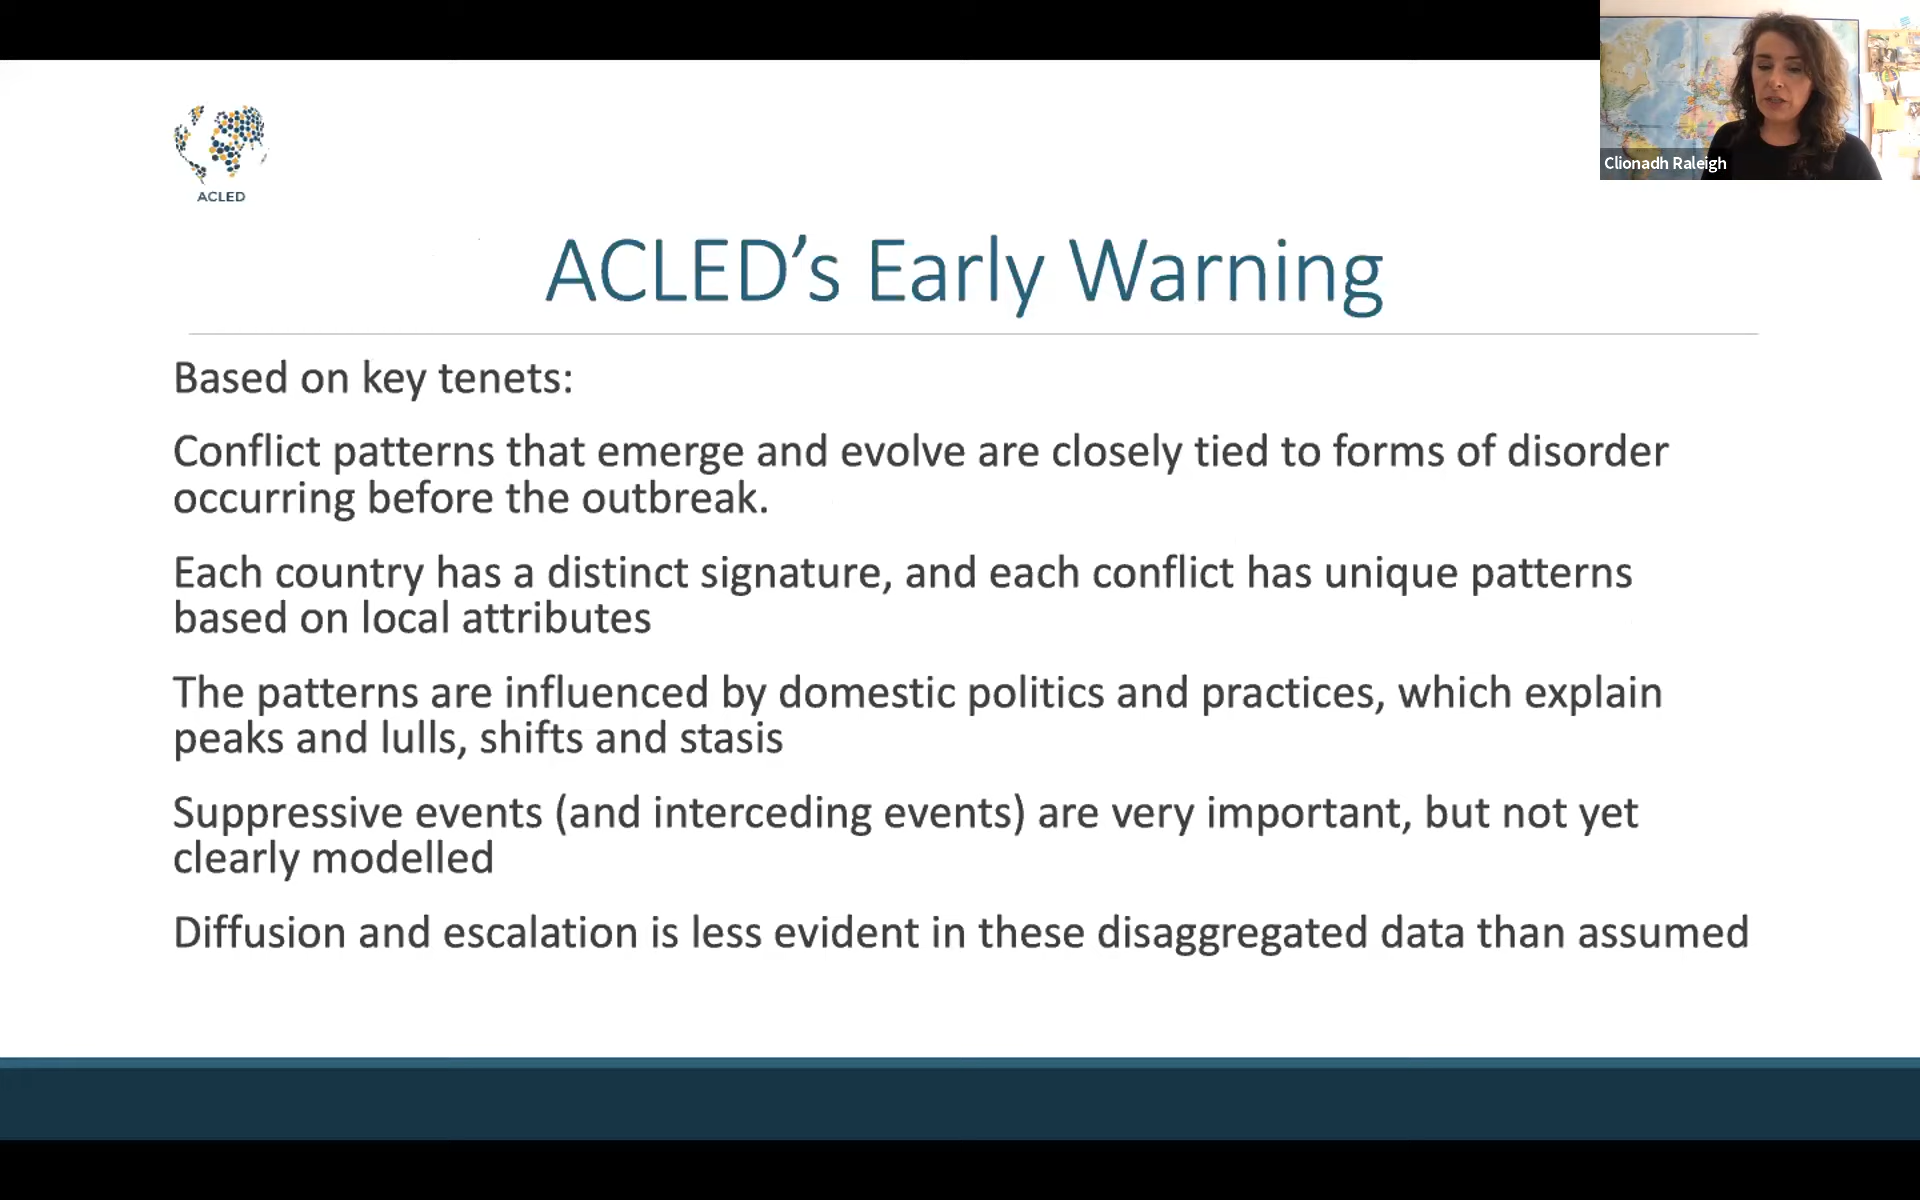 Clionadh Raleigh
ACLED
ACLED’s Early Warning
Based on key tenets:
Conflict patterns that emerge and evolve are closely tied to forms of disorder
occurring before the outbreak.
Each country has a distinct signature, and each conflict has unique patterns
based on local attributes
The patterns are influenced by domestic politics and practices, which explain
peaks and lulls, shifts and stasis
Suppressive events (and interceding events) are very important, but not yet
clearly modelled
Diffusion and escalation is less evident in these disaggregated data than assumed